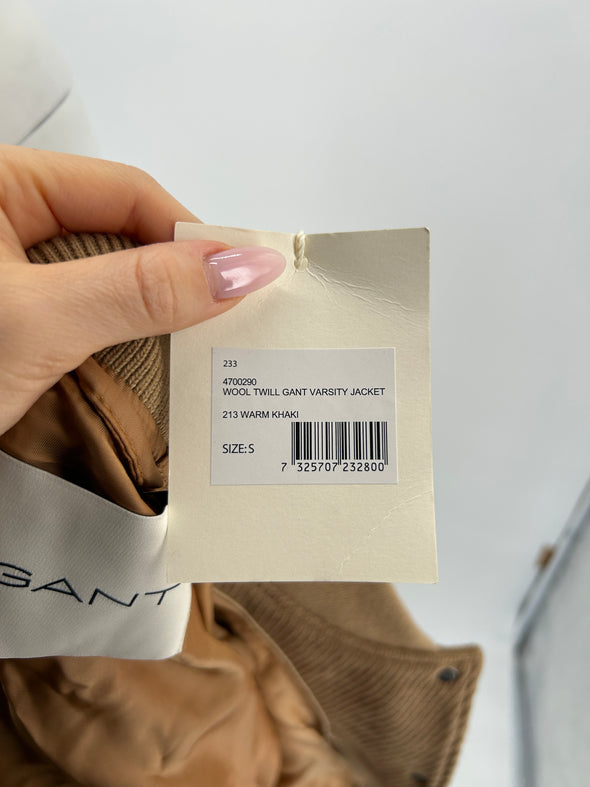 233
4700290
WOOL TWILL GANT VARSITY JACKET
213 WARM KHAKI
SIZE: S
7 325707 232800
GANT